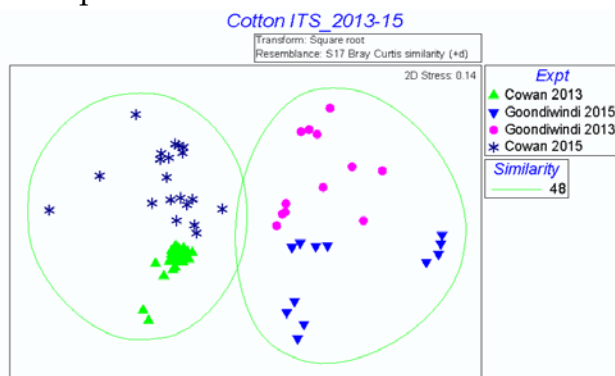 Cotton ITS_2013-15
Transform: Square root
Resemblance: S17 Bray Curtis similarity (+d)
2D Stress: 0.14
Expt
Cowan 2013
Goondiwindi 2015
Goondiwindi 2013
Cowan 2015
Similarity
48